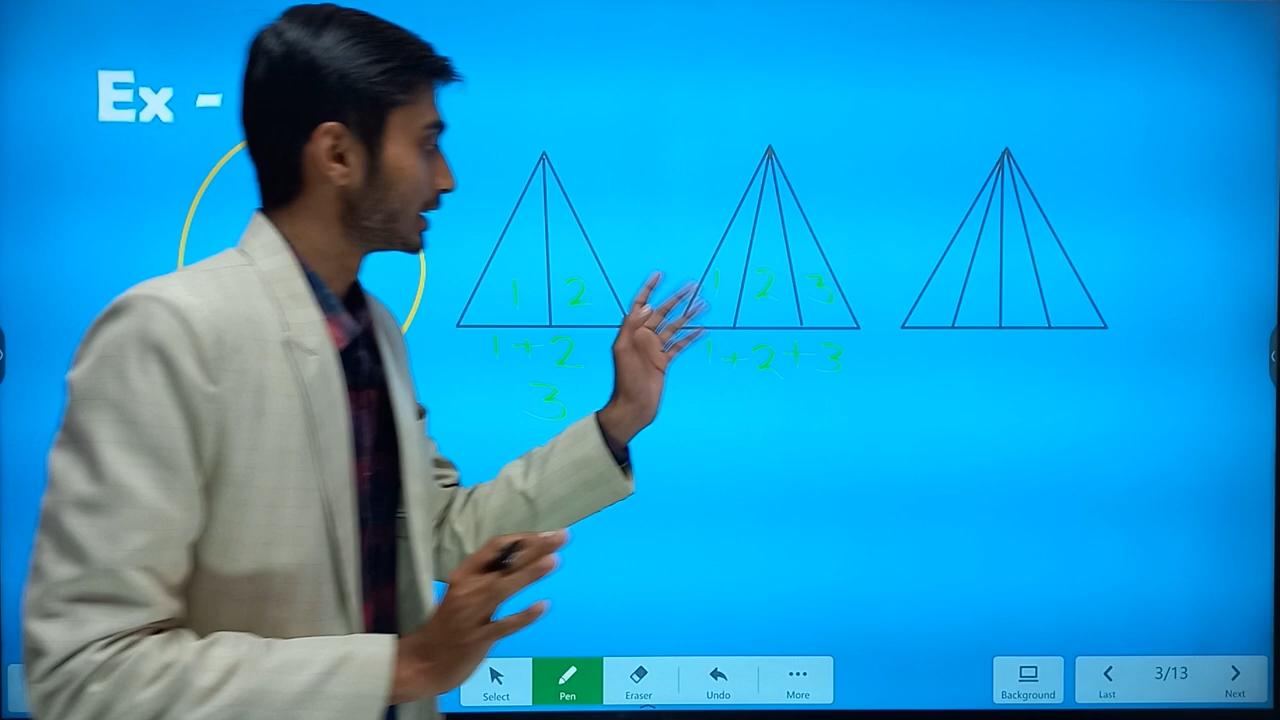 Ex -
1 2
1 2 3
1+2
1+2+3
3
Select Pen Eraser Undo More
Background
Last 3/13 Next